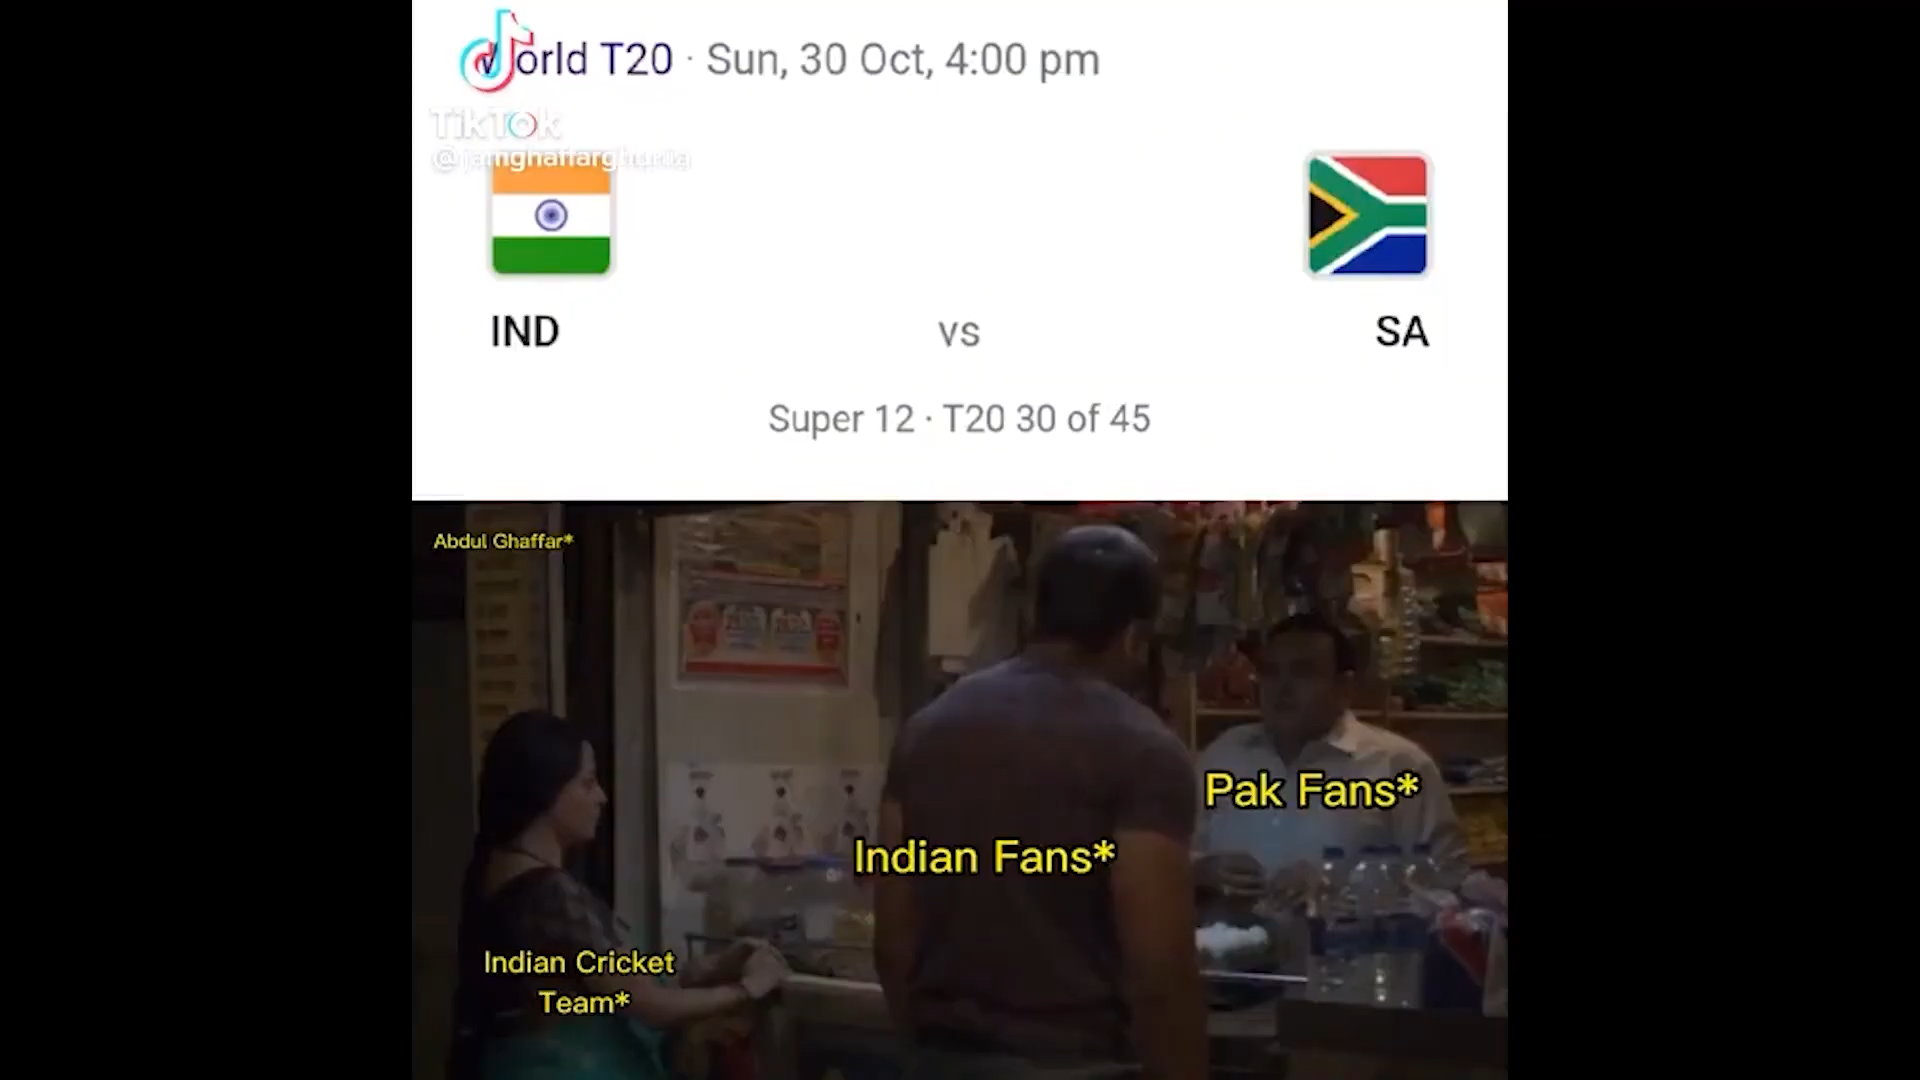 World T20 · Sun, 30 Oct, 4:00 pm
TikTok
IND
vs
SA
Super 12 · T20 30 of 45
Abdul Ghaffar*
Pak Fans*
Indian Fans*
Indian Cricket
Team*